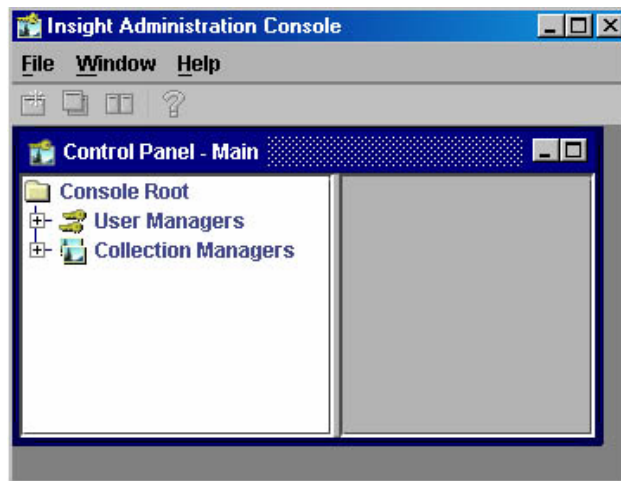 Insight Administration Console
File Window Help
Control Panel - Main
Console Root
User Managers
Collection Managers